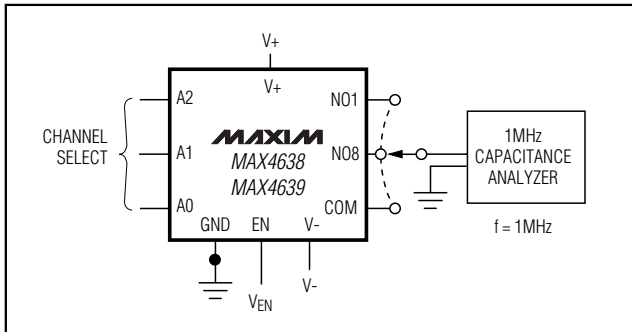 V+
V+
A2
NO1
CHANNEL
SELECT
A1
MAXIM
MAX4638
MAX4639
NO8
1MHz
CAPACITANCE
ANALYZER
A0
COM
GND
EN
V-
f = 1MHz
VEN
V-